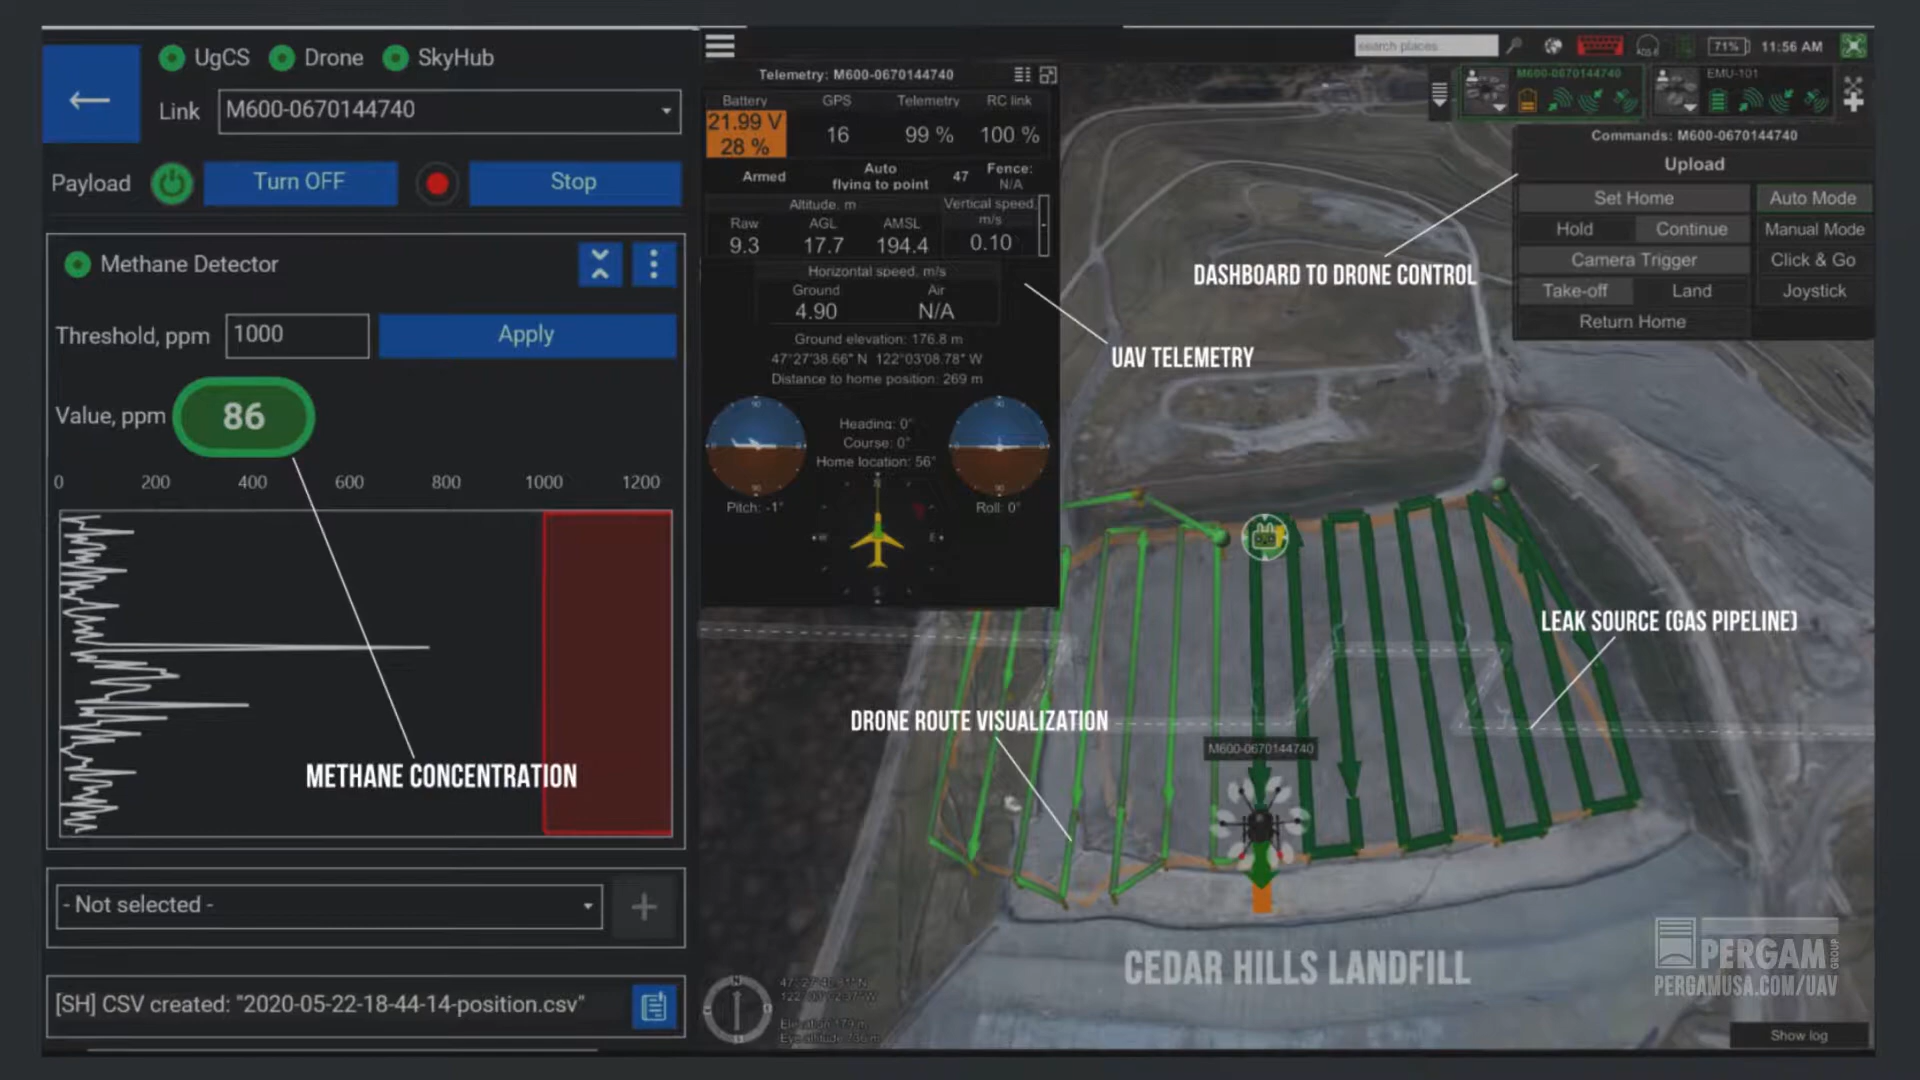 UgCS
Drone
SkyHub
Link
M600-0670144740
Payload
Turn OFF
Stop
Methane Detector
Threshold, ppm
1000
Apply
Value, ppm
86
0 200 400 600 800 1000 1200
METHANE CONCENTRATION
- Not selected -
[SH] CSV created: "2020-05-22-18-44-14-position.csv"
Telemetry: M600-0670144740
Battery GPS Telemetry RC link
21.99 V
28 %
16 99 % 100 %
Armed
Auto
flying to point
47
Fence:
N/A
Altitude, m
Raw AGL AMSL
9.3 17.7 194.4
Vertical speed,
m/s
0.10
Horizontal speed, m/s
Ground Air
4.90 N/A
Ground elevation: 176.8 m
47°27'38.66" N 122°03'08.78" W
Distance to home position: 269 m
Heading: 0°
Course: 0°
Home location: 56°
Pitch: -1°
Roll: 0°
search places
71%
11:56 AM
M600-0670144740
EMU-101
Commands: M600-0670144740
Upload
Set Home
Auto Mode
Hold
Continue
Manual Mode
Camera Trigger
Click & Go
Take-off
Land
Joystick
Return Home
DASHBOARD TO DRONE CONTROL
UAV TELEMETRY
LEAK SOURCE (GAS PIPELINE)
DRONE ROUTE VISUALIZATION
M600-0670144740
CEDAR HILLS LANDFILL
PERGAM
GROUP
PERGAMUSA.COM/UAV
Show log